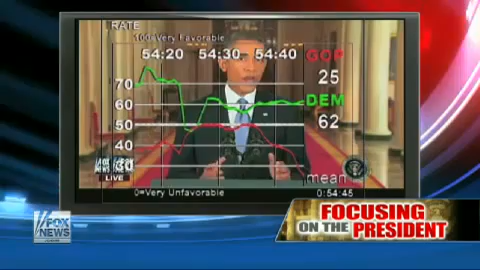 RATE
100=Very Favorable
54:20 54:30 54:40 GOP
25
70
DEM
60
62
50
40
30
mean
LIVE
0=Very Unfavorable 0:54:45
FOX
NEWS
FOCUSING
ON THE PRESIDENT